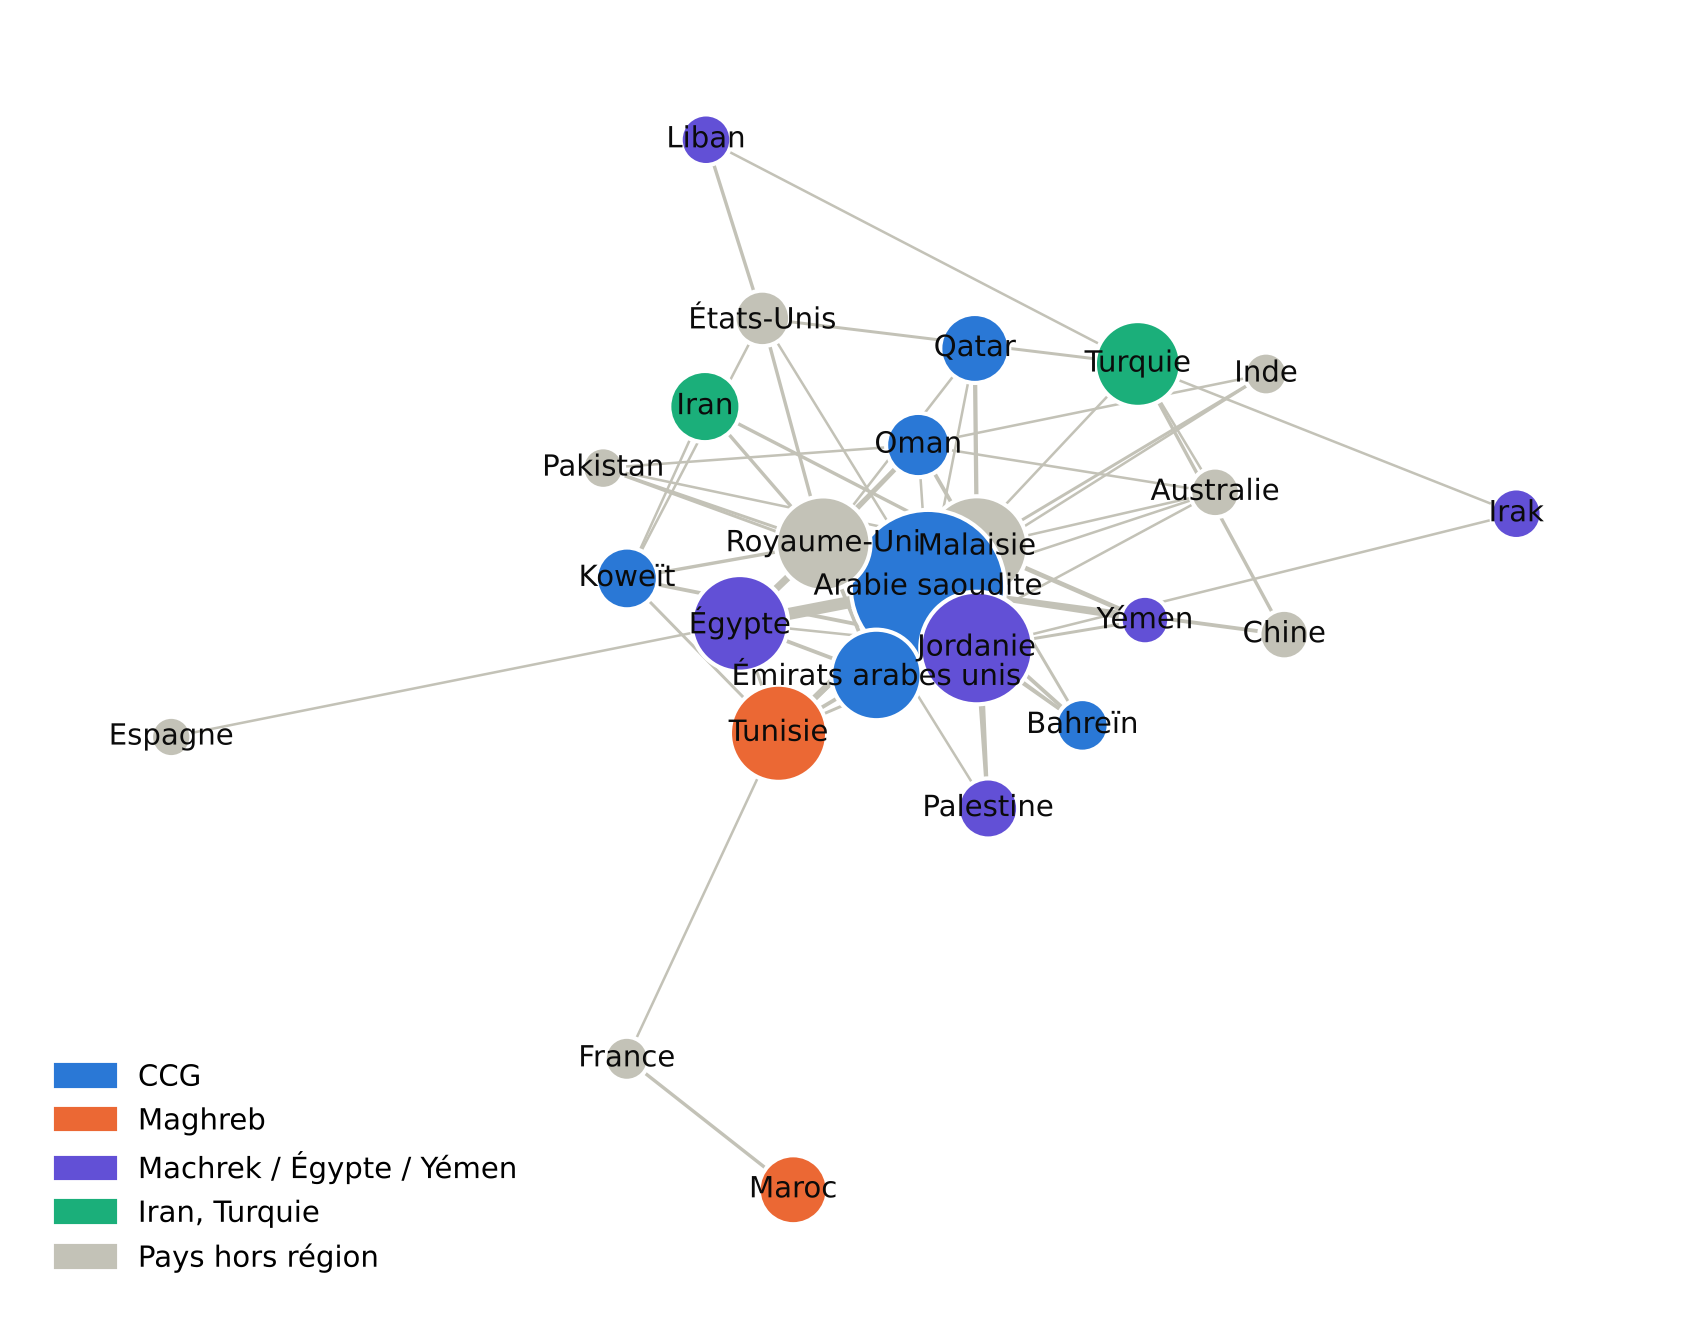 Liban
États-Unis
Qatar
Turquie
Inde
Iran
Oman
Pakistan
Australie
Irak
Royaume-Uni
Malaisie
Koweït
Arabie saoudite
Égypte
Yémen
Chine
Jordanie
Émirats arabes unis
Tunisie
Espagne
Bahreïn
Palestine
France
Maroc
CCG
Maghreb
Machrek / Égypte / Yémen
Iran, Turquie
Pays hors région